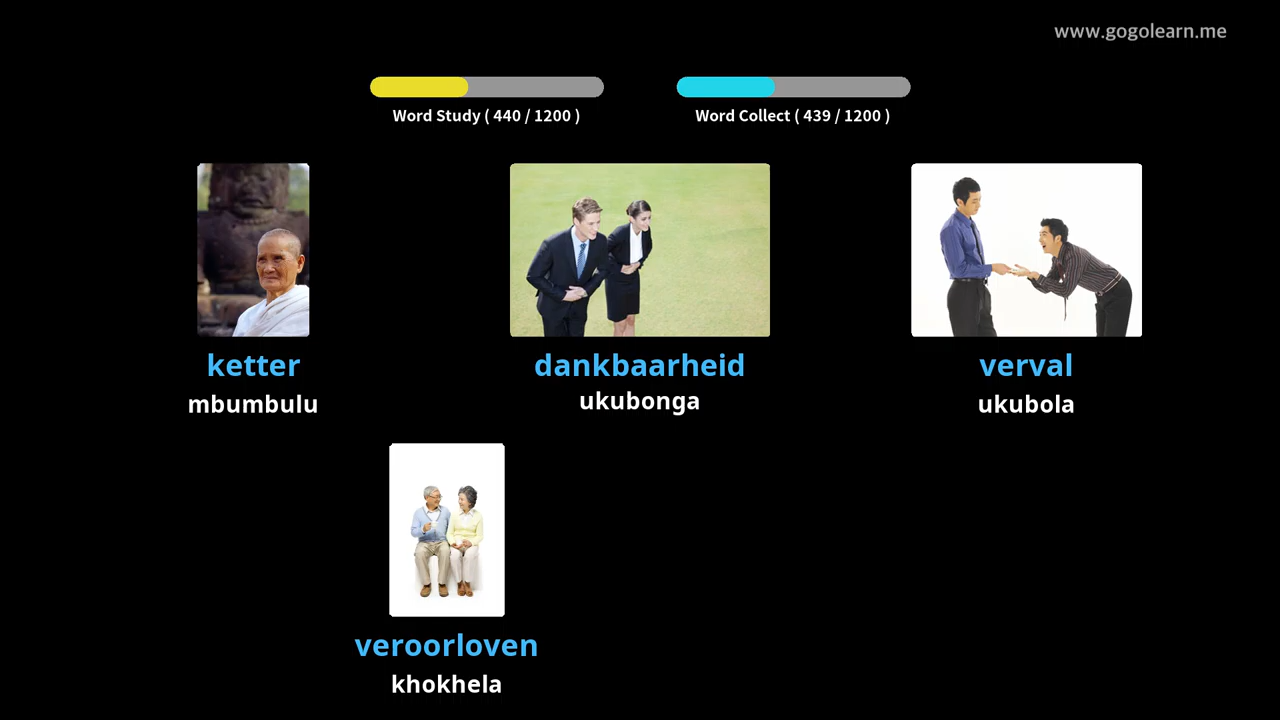 www.gogolearn.me
Word Study ( 440 / 1200 )
Word Collect ( 439 / 1200 )
ketter
mbumbulu
dankbaarheid
ukubonga
verval
ukubola
veroorloven
khokhela